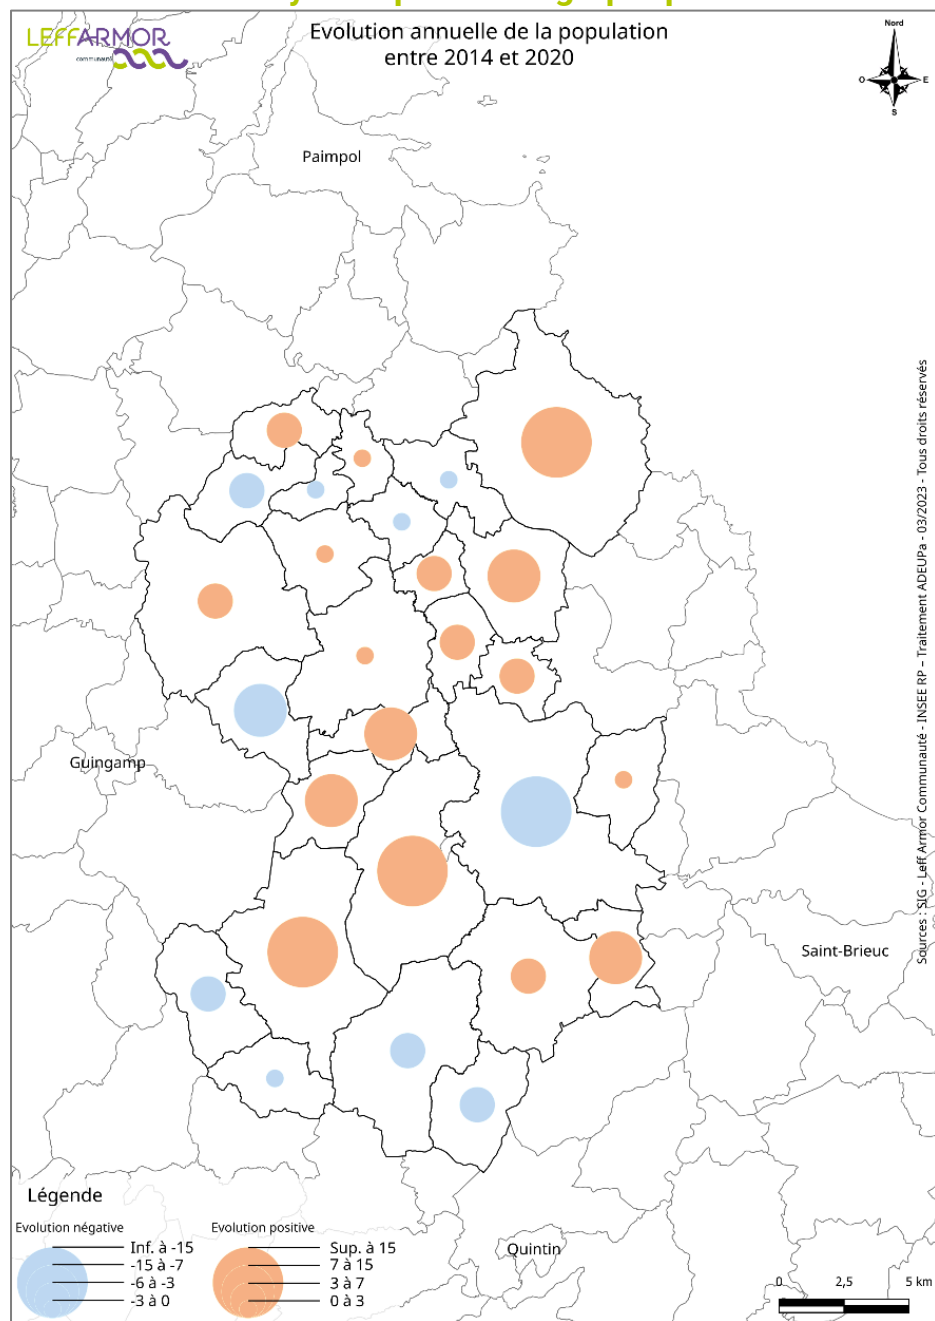 LEFFARMOR
communauté
Evolution annuelle de la population
entre 2014 et 2020
Nord
O
E
S
Paimpol
Guingamp
Saint-Brieuc
Quintin
Sources : SIG - Leff Armor Communauté - INSEE RP – Traitement ADEUPa - 03/2023 - Tous droits réservés
Légende
Evolution négative
Inf. à -15
-15 à -7
-6 à -3
-3 à 0
Evolution positive
Sup. à 15
7 à 15
3 à 7
0 à 3
0 2,5 5 km